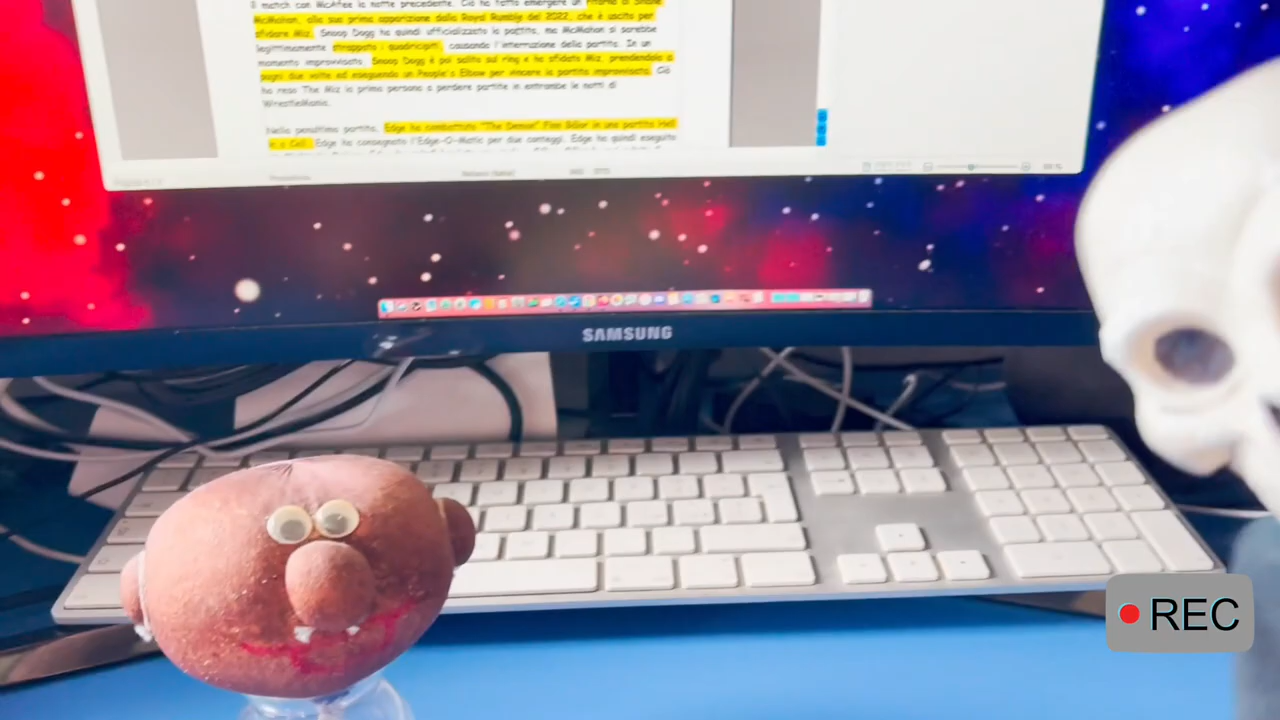 Il match con McAfee la notte precedente. Ciò ha fatto emergere un ritorno di Shane
McMahon, alla sua prima apparizione dalla Royal Rumble del 2022, che è uscito per
sfidare Miz. Snoop Dogg ha quindi ufficializzato la partita, ma McMahon si sarebbe
legittimamente strappato i quadricipiti, causando l'interruzione della partita. In un
momento improvvisato, Snoop Dogg è poi salito sul ring e ha sfidato Miz, prendendolo a
pugni due volte ed eseguendo un People's Elbow per vincere la partita improvvisata. Ciò
ha reso The Miz la prima persona a perdere partite in entrambe le notti di
WrestleMania.
Nella penultima partita, Edge ha combattuto "The Demon" Finn Bálor in una partita Hell
in a Cell. Edge ha consegnato l'Edge-O-Matic per due conteggi. Edge ha quindi eseguito
SAMSUNG
REC